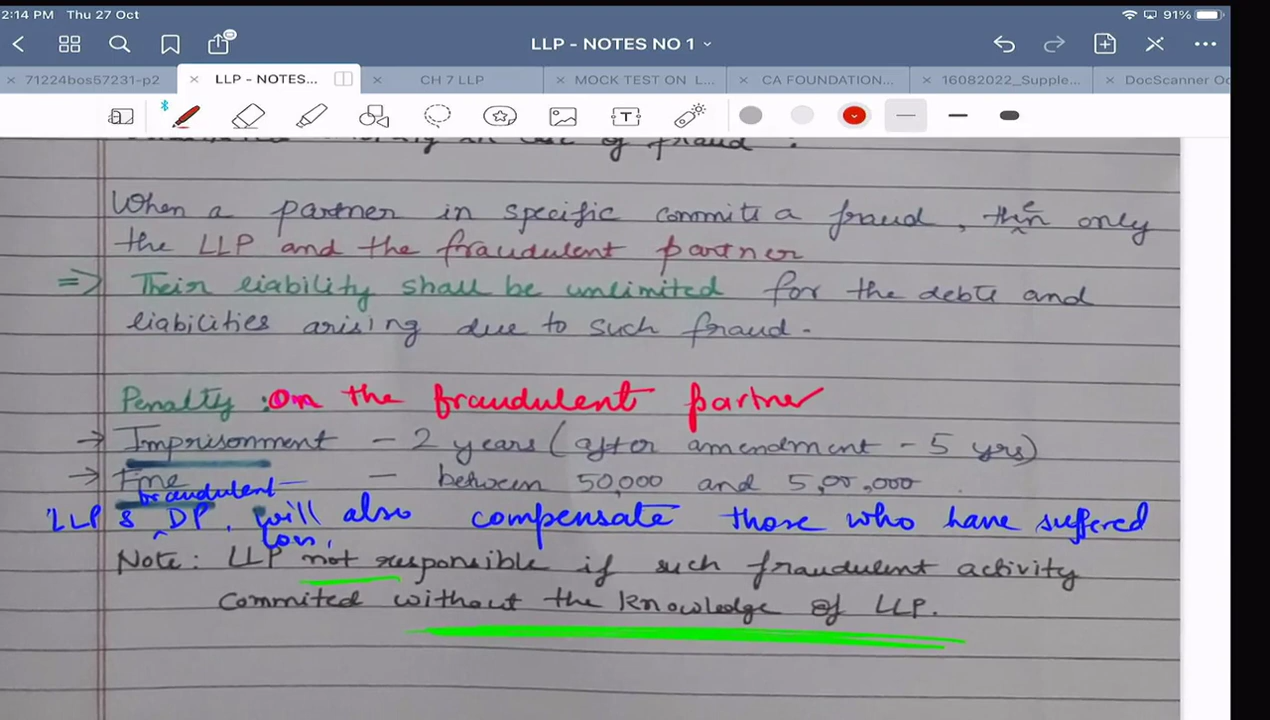 2:14 PM Thu 27 Oct
91%
LLP - NOTES NO 1
71224bos57231-p2
LLP - NOTES...
CH 7 LLP
MOCK TEST ON L...
CA FOUNDATION...
16082022_Supple...
DocScanner Oc
in case of fraud :
When a partner in specific commits a fraud, then only
the LLP and the fraudulent partner
=> Their liability shall be unlimited for the debts and
liabilities arising due to such fraud.
Penalty : On the fraudulent partner
→ Imprisonment - 2 years (after amendment - 5 yrs)
→ Fine - between 50,000 and 5,00,000
fraudulent
LLP & DP, will also compensate those who have suffered
loss,
Note: LLP not responsible if such fraudulent activity
Commited without the knowledge of LLP.